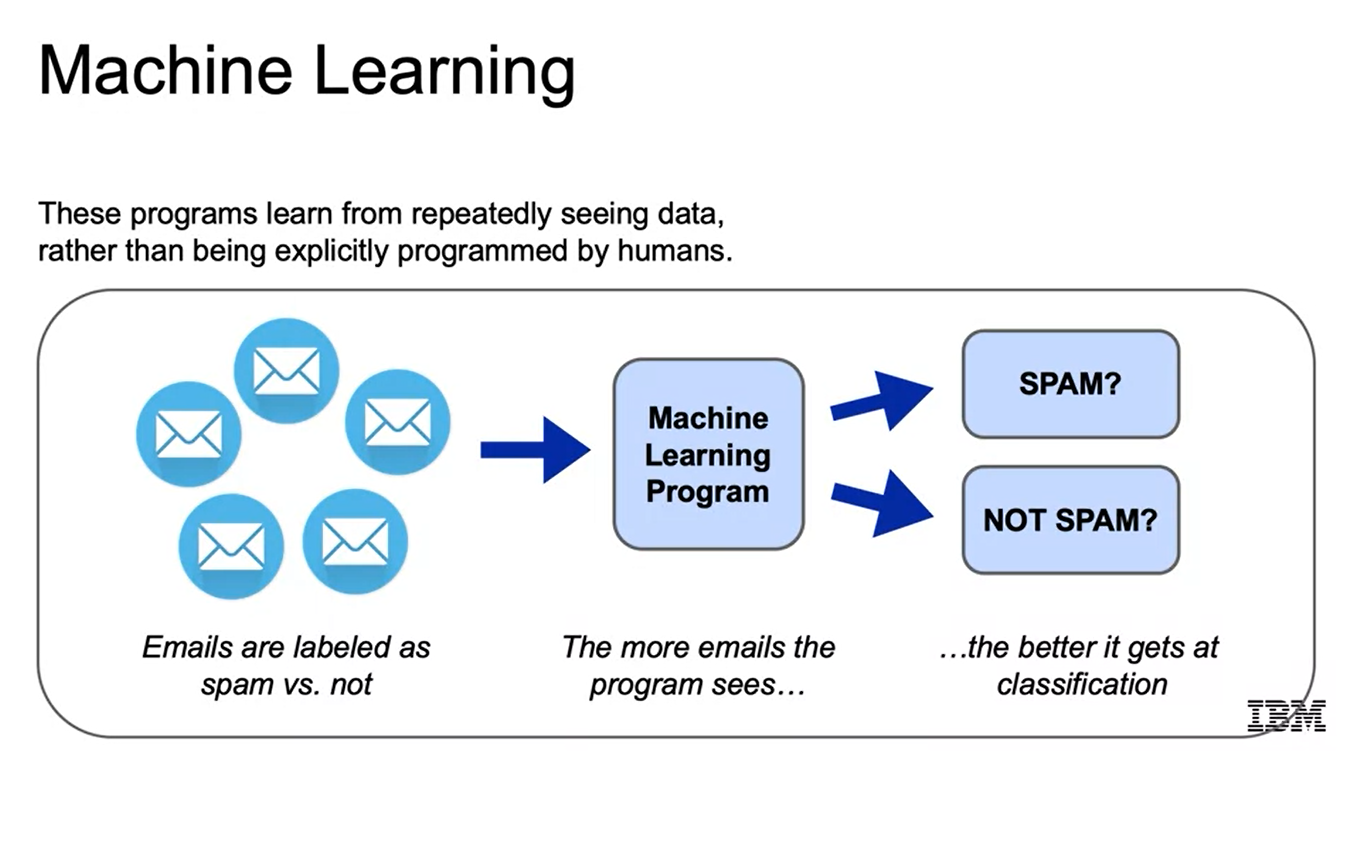 Machine Learning
These programs learn from repeatedly seeing data,
rather than being explicitly programmed by humans.
Machine
Learning
Program
SPAM?
NOT SPAM?
Emails are labeled as
spam vs. not
The more emails the
program sees…
…the better it gets at
classification
IBM